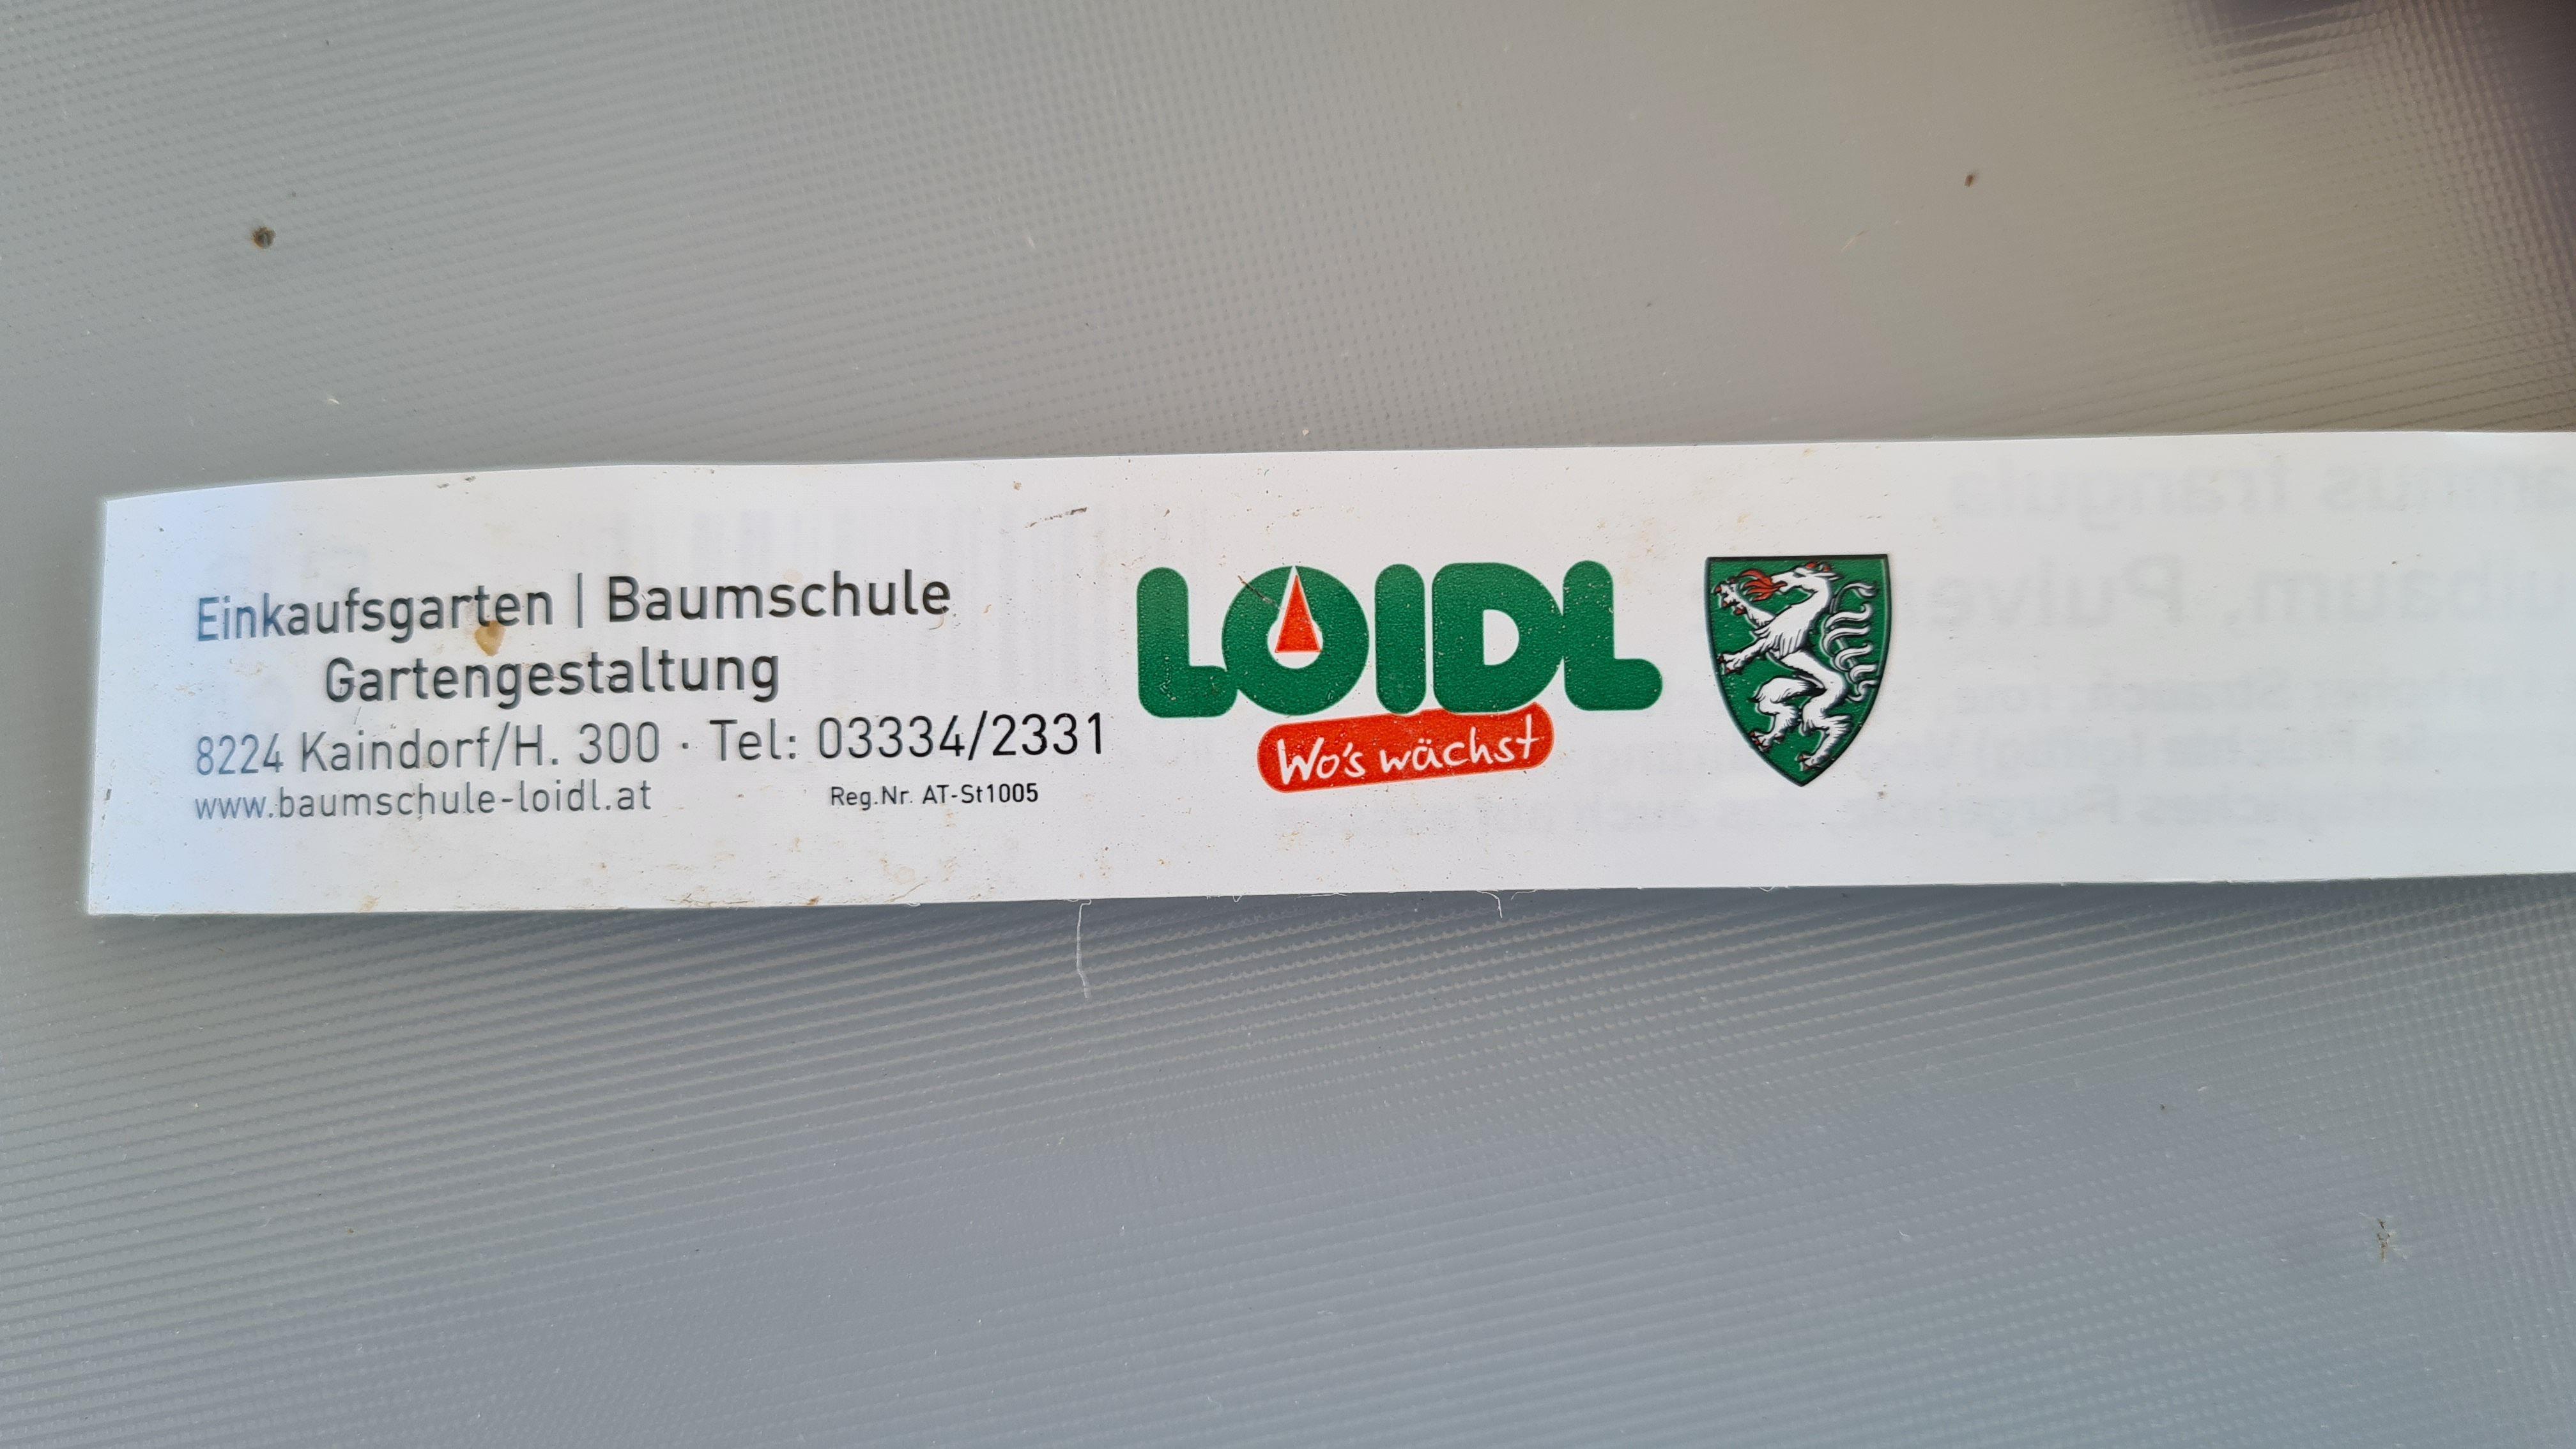 Einkaufsgarten | Baumschule
Gartengestaltung
8224 Kaindorf/H. 300 · Tel: 03334/2331
www.baumschule-loidl.at
Reg.Nr. AT-St1005
LOIDL
Wo's wächst